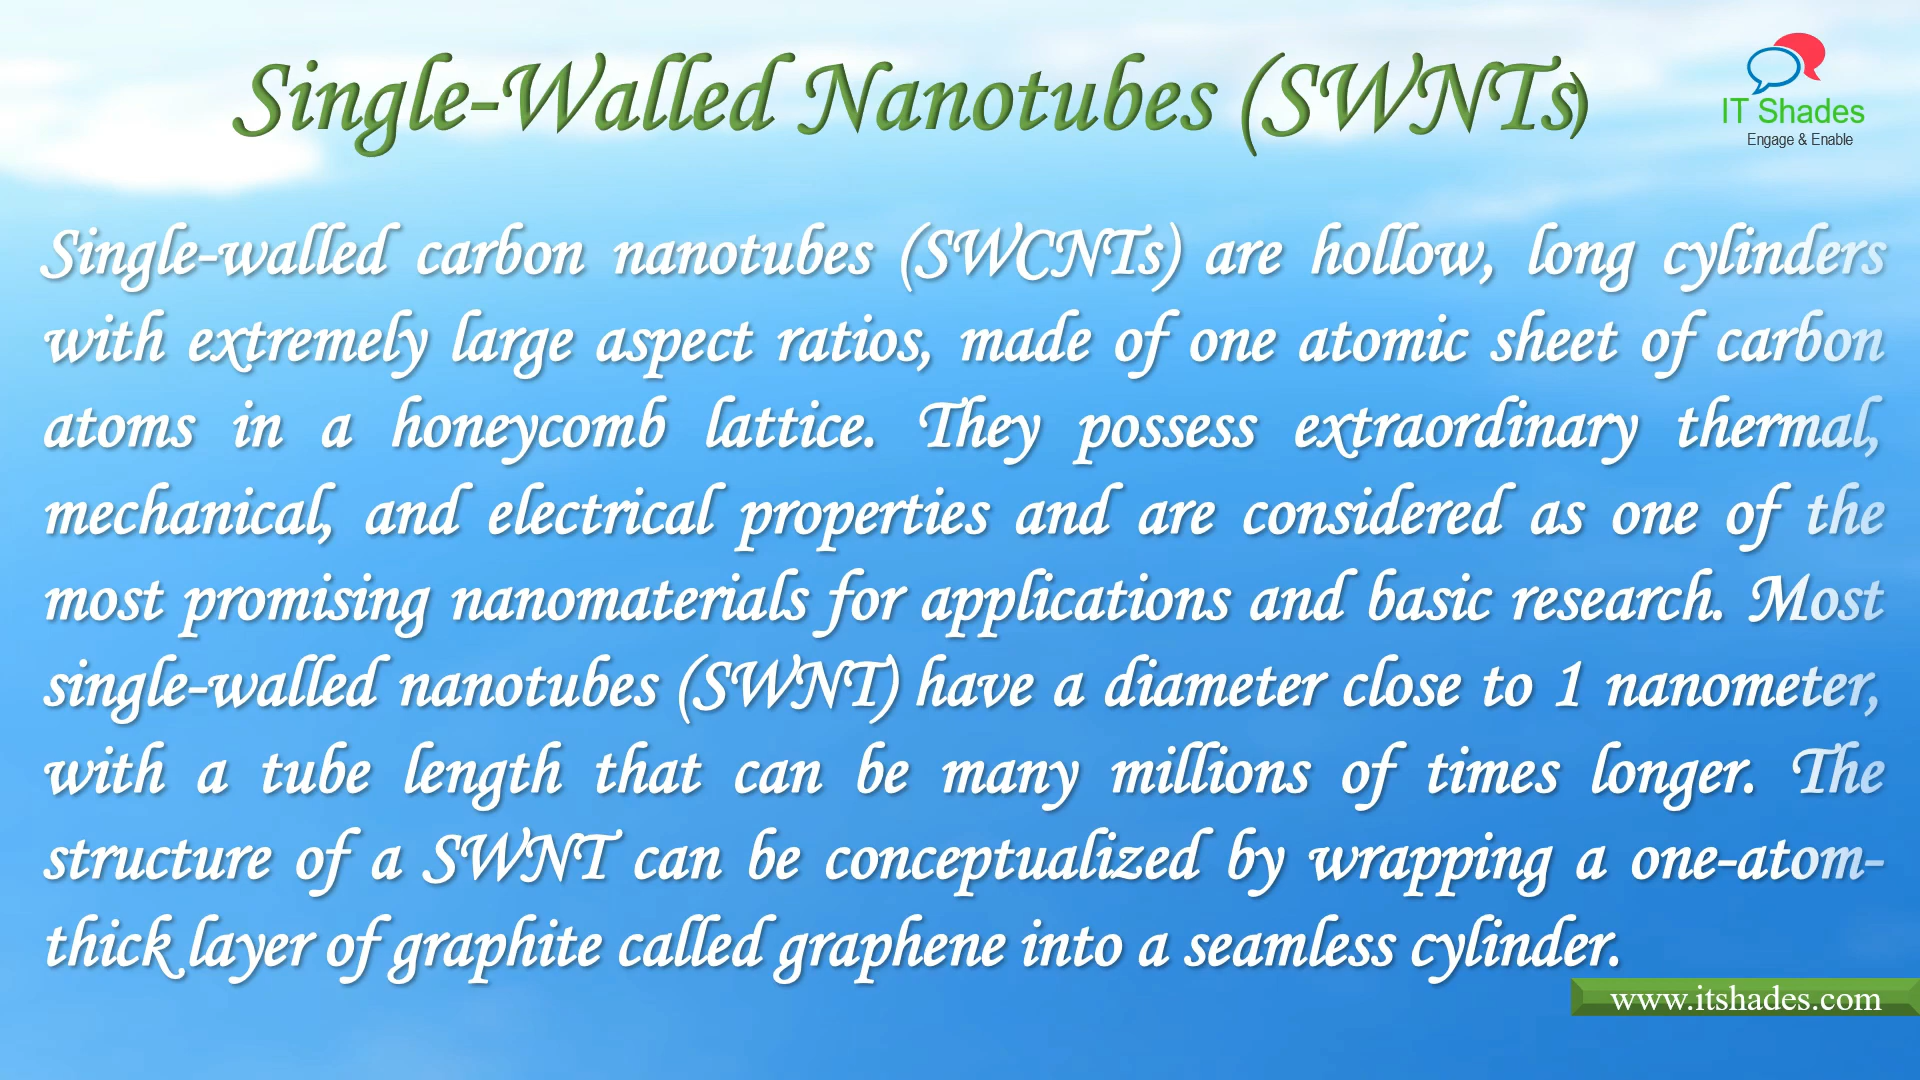 Single-Walled Nanotubes (SWNTs)
IT Shades
Engage & Enable
Single-walled carbon nanotubes (SWCNTs) are hollow, long cylinders
with extremely large aspect ratios, made of one atomic sheet of carbon
atoms in a honeycomb lattice. They possess extraordinary thermal,
mechanical, and electrical properties and are considered as one of the
most promising nanomaterials for applications and basic research. Most
single-walled nanotubes (SWNT) have a diameter close to 1 nanometer,
with a tube length that can be many millions of times longer. The
structure of a SWNT can be conceptualized by wrapping a one-atom-
thick layer of graphite called graphene into a seamless cylinder.
www.itshades.com